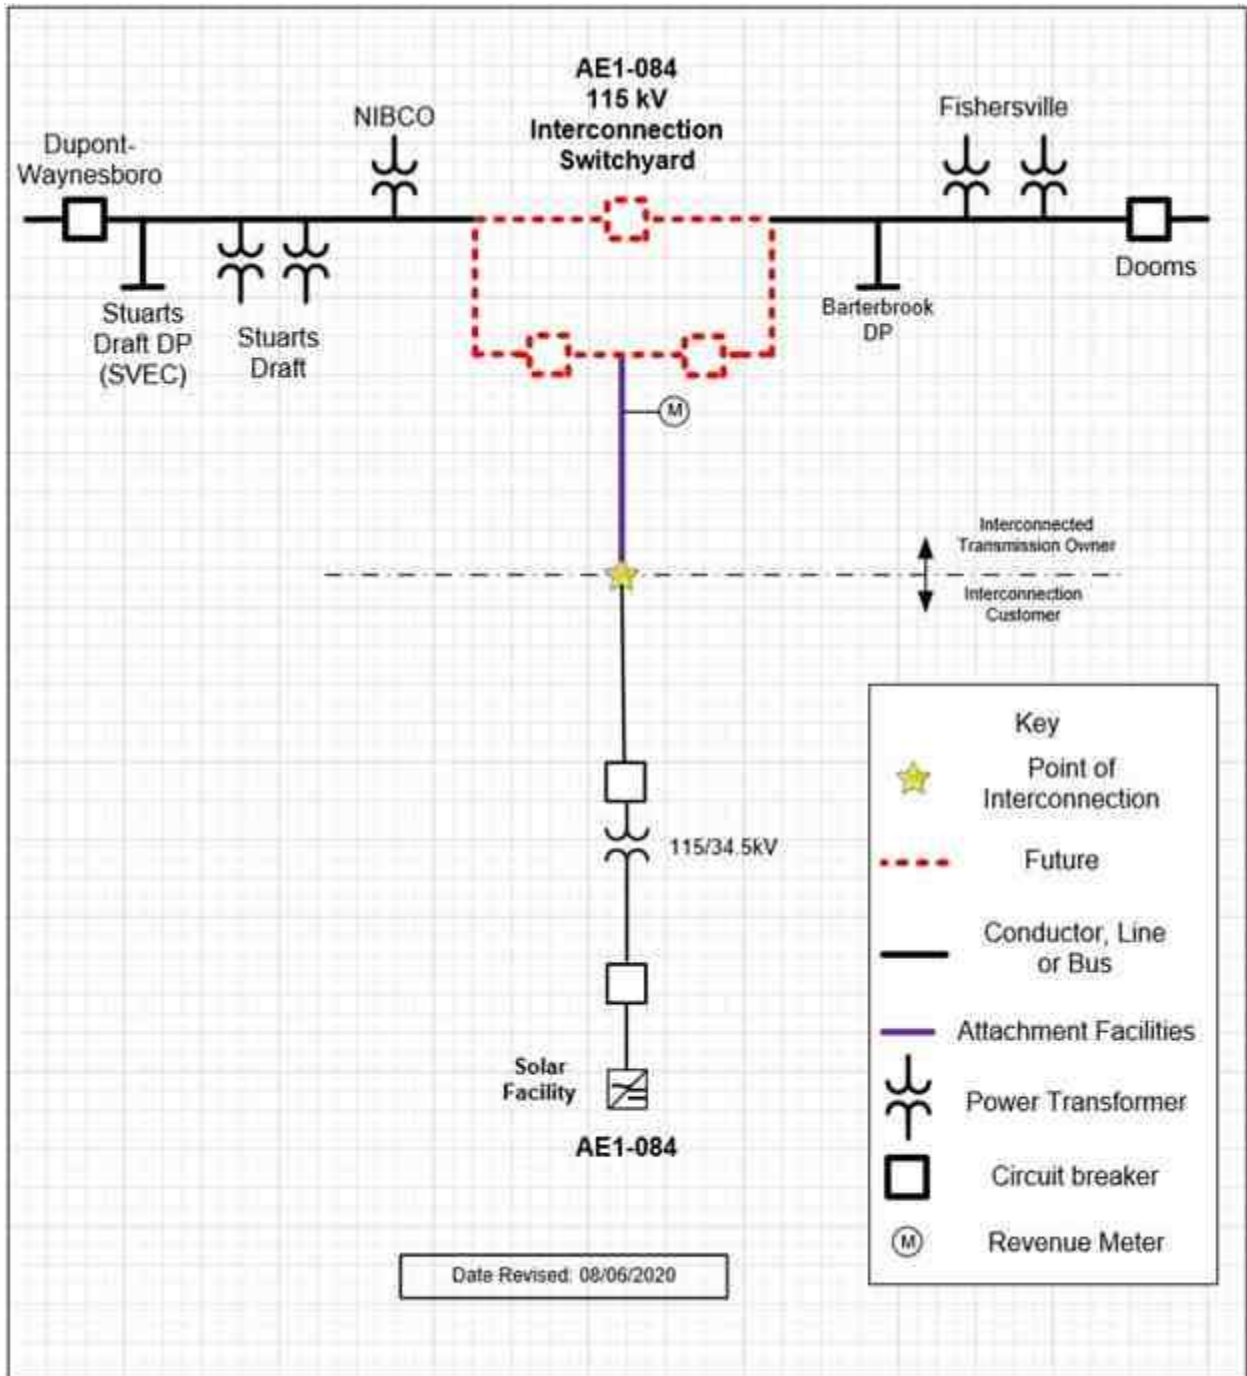 AE1-084
115 kV
Interconnection
Switchyard
NIBCO
Fishersville
Dupont-
Waynesboro
Dooms
Stuarts
Draft DP
(SVEC)
Stuarts
Draft
Barterbrook
DP
M
Interconnected
Transmission Owner
Interconnection
Customer
115/34.5kV
Solar
Facility
AE1-084
Key
Point of
Interconnection
Future
Conductor, Line
or Bus
Attachment Facilities
Power Transformer
Circuit breaker
M
Revenue Meter
Date Revised: 08/06/2020